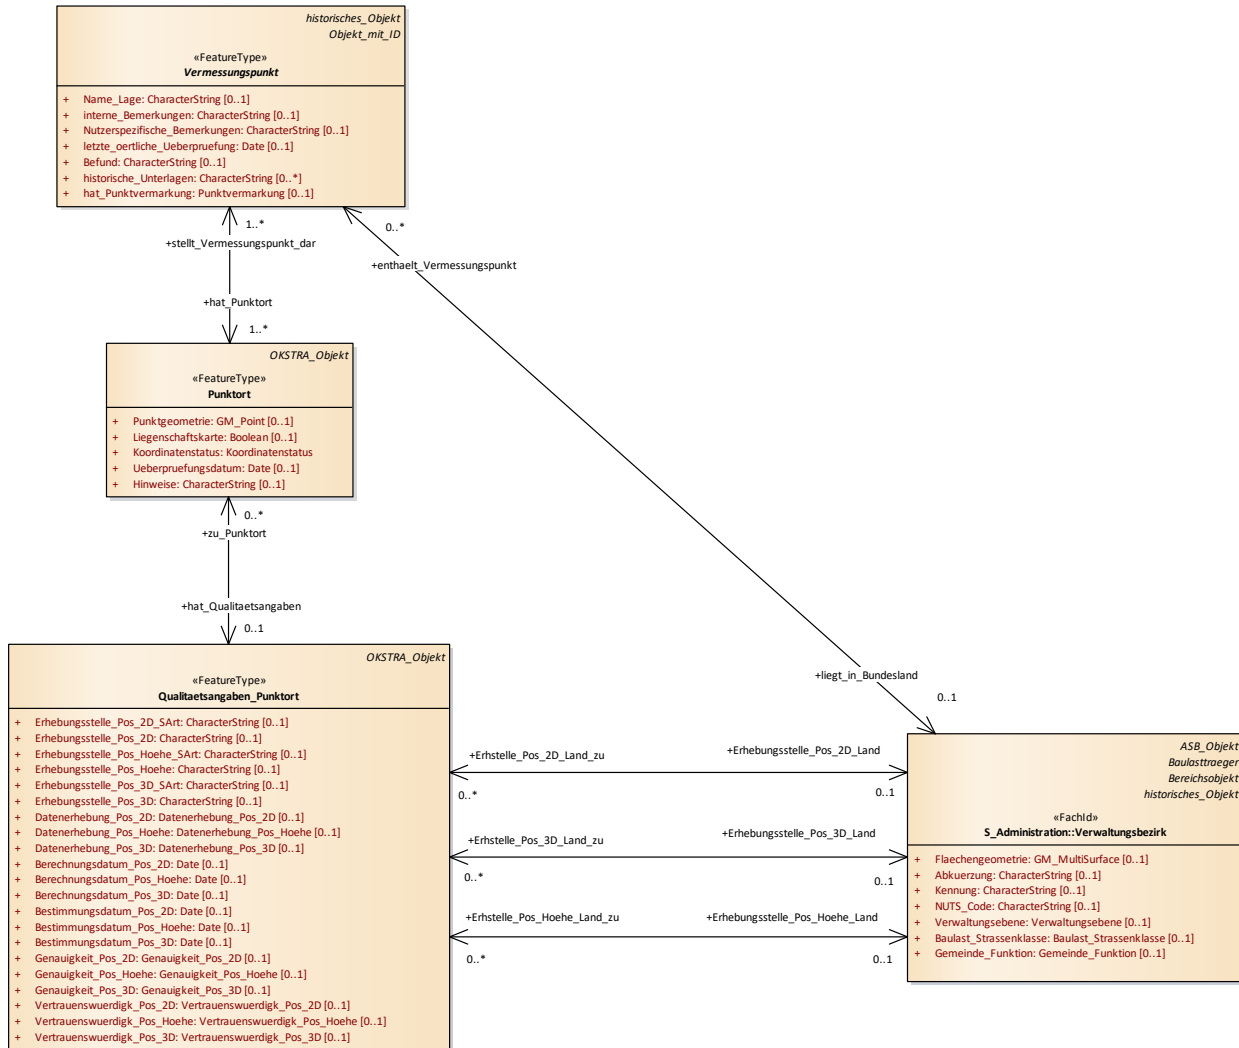 historisches_Objekt
Objekt_mit_ID
«FeatureType»
Vermessungspunkt
+ Name_Lage: CharacterString [0..1]
+ interne_Bemerkungen: CharacterString [0..1]
+ Nutzerspezifische_Bemerkungen: CharacterString [0..1]
+ letzte_oertliche_Ueberpruefung: Date [0..1]
+ Befund: CharacterString [0..1]
+ historische_Unterlagen: CharacterString [0..*]
+ hat_Punktvermarkung: Punktvermarkung [0..1]
1..*
+stellt_Vermessungspunkt_dar
0..*
+enthaelt_Vermessungspunkt
+hat_Punktort
1..*
OKSTRA_Objekt
«FeatureType»
Punktort
+ Punktgeometrie: GM_Point [0..1]
+ Liegenschaftskarte: Boolean [0..1]
+ Koordinatenstatus: Koordinatenstatus
+ Ueberpruefungsdatum: Date [0..1]
+ Hinweise: CharacterString [0..1]
0..*
+zu_Punktort
+hat_Qualitaetsangaben
0..1
OKSTRA_Objekt
«FeatureType»
Qualitaetsangaben_Punktort
+ Erhebungsstelle_Pos_2D_SArt: CharacterString [0..1]
+ Erhebungsstelle_Pos_2D: CharacterString [0..1]
+ Erhebungsstelle_Pos_Hoehe_SArt: CharacterString [0..1]
+ Erhebungsstelle_Pos_Hoehe: CharacterString [0..1]
+ Erhebungsstelle_Pos_3D_SArt: CharacterString [0..1]
+ Erhebungsstelle_Pos_3D: CharacterString [0..1]
+ Datenerhebung_Pos_2D: Datenerhebung_Pos_2D [0..1]
+ Datenerhebung_Pos_Hoehe: Datenerhebung_Pos_Hoehe [0..1]
+ Datenerhebung_Pos_3D: Datenerhebung_Pos_3D [0..1]
+ Berechnungsdatum_Pos_2D: Date [0..1]
+ Berechnungsdatum_Pos_Hoehe: Date [0..1]
+ Berechnungsdatum_Pos_3D: Date [0..1]
+ Bestimmungsdatum_Pos_2D: Date [0..1]
+ Bestimmungsdatum_Pos_Hoehe: Date [0..1]
+ Bestimmungsdatum_Pos_3D: Date [0..1]
+ Genauigkeit_Pos_2D: Genauigkeit_Pos_2D [0..1]
+ Genauigkeit_Pos_Hoehe: Genauigkeit_Pos_Hoehe [0..1]
+ Genauigkeit_Pos_3D: Genauigkeit_Pos_3D [0..1]
+ Vertrauenswuerdigk_Pos_2D: Vertrauenswuerdigk_Pos_2D [0..1]
+ Vertrauenswuerdigk_Pos_Hoehe: Vertrauenswuerdigk_Pos_Hoehe [0..1]
+ Vertrauenswuerdigk_Pos_3D: Vertrauenswuerdigk_Pos_3D [0..1]
+liegt_in_Bundesland
0..1
+Erhstelle_Pos_2D_Land_zu
0..*
+Erhebungsstelle_Pos_2D_Land
0..1
+Erhstelle_Pos_3D_Land_zu
0..*
+Erhebungsstelle_Pos_3D_Land
0..1
+Erhstelle_Pos_Hoehe_Land_zu
0..*
+Erhebungsstelle_Pos_Hoehe_Land
0..1
ASB_Objekt
Baulasttraeger
Bereichsobjekt
historisches_Objekt
«FachId»
S_Administration::Verwaltungsbezirk
+ Flaechengeometrie: GM_MultiSurface [0..1]
+ Abkuerzung: CharacterString [0..1]
+ Kennung: CharacterString [0..1]
+ NUTS_Code: CharacterString [0..1]
+ Verwaltungsebene: Verwaltungsebene [0..1]
+ Baulast_Strassenklasse: Baulast_Strassenklasse [0..1]
+ Gemeinde_Funktion: Gemeinde_Funktion [0..1]